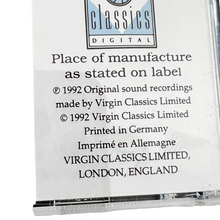 classics
DIGITAL
Place of manufacture
as stated on label
℗ 1992 Original sound recordings
made by Virgin Classics Limited
© 1992 Virgin Classics Limited
Printed in Germany
Imprimé en Allemagne
VIRGIN CLASSICS LIMITED,
LONDON, ENGLAND